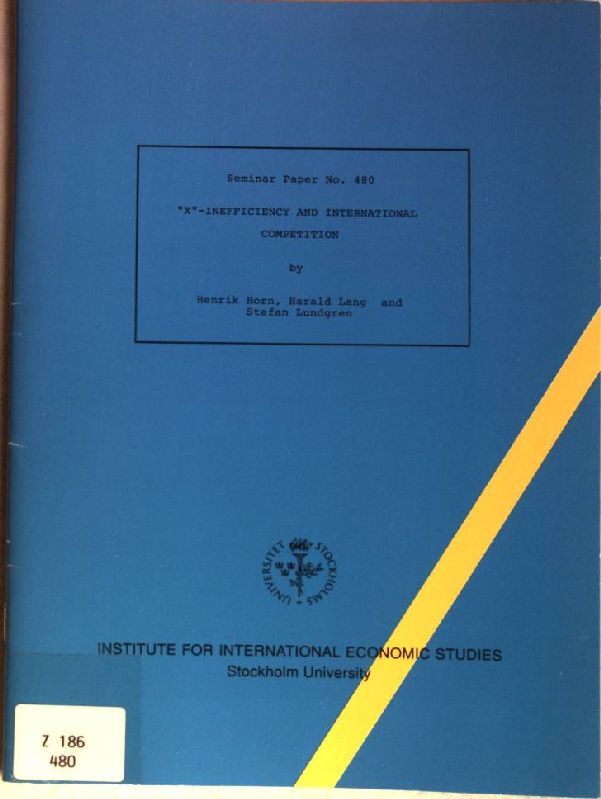 Seminar Paper No. 480
"X"-INEFFICIENCY AND INTERNATIONAL
COMPETITION
by
Henrik Horn, Harald Lang and
Stefan Lundgren
UNIVERSITET STOCKHOLMS
INSTITUTE FOR INTERNATIONAL ECONOMIC STUDIES
Stockholm University
Z 186
480